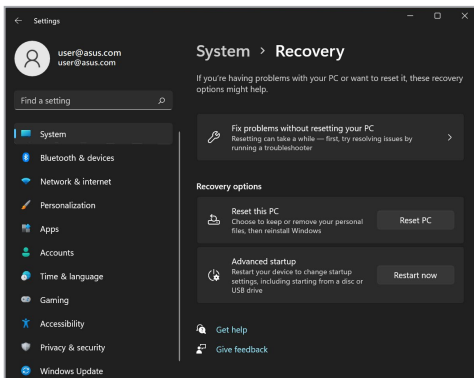 Settings
user@asus.com
user@asus.com
Find a setting
System
Bluetooth & devices
Network & internet
Personalization
Apps
Accounts
Time & language
Gaming
Accessibility
Privacy & security
Windows Update
System > Recovery
If you're having problems with your PC or want to reset it, these recovery
options might help.
Fix problems without resetting your PC
Resetting can take a while — first, try resolving issues by
running a troubleshooter
Recovery options
Reset this PC
Choose to keep or remove your personal
files, then reinstall Windows
Reset PC
Advanced startup
Restart your device to change startup
settings, including starting from a disc or
USB drive
Restart now
Get help
Give feedback